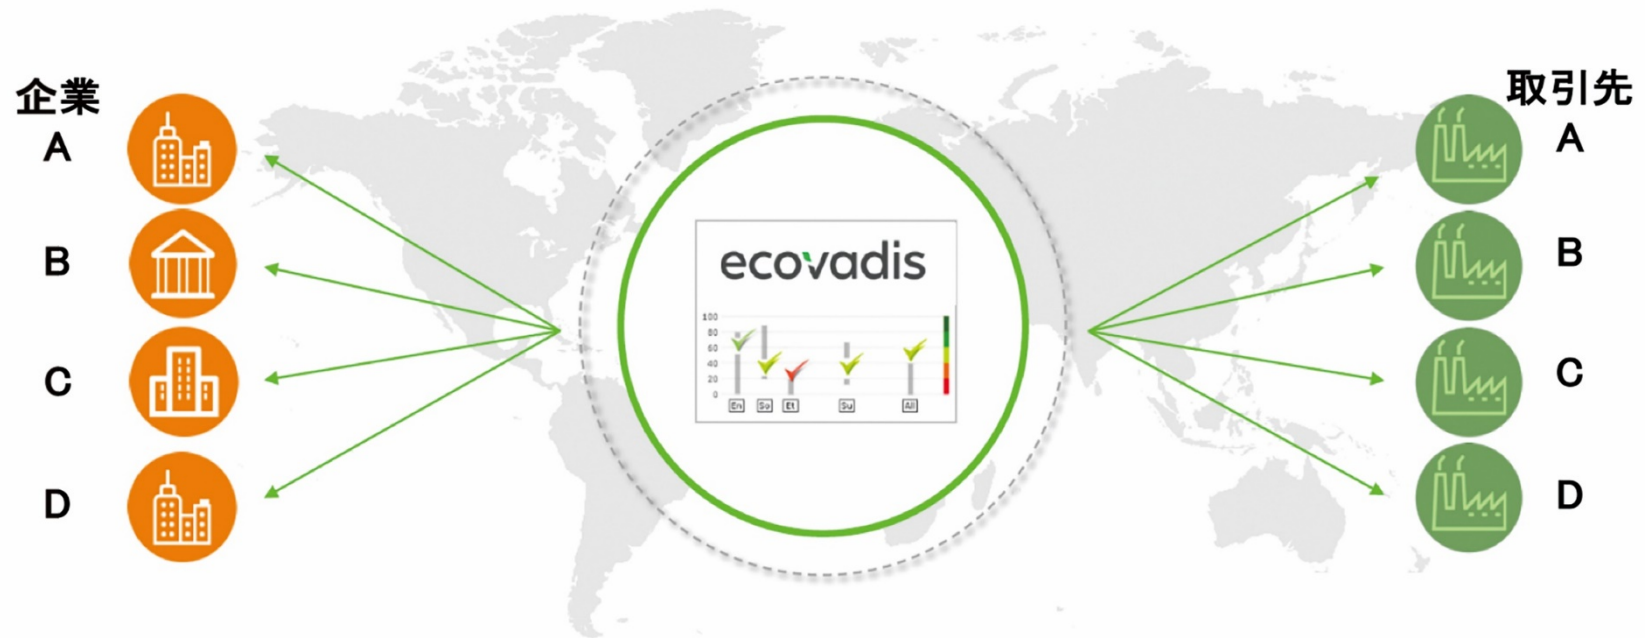 企業
A
B
C
D
ecovadis
100
80
60
40
20
0
En
So
Et
Su
All
取引先
A
B
C
D